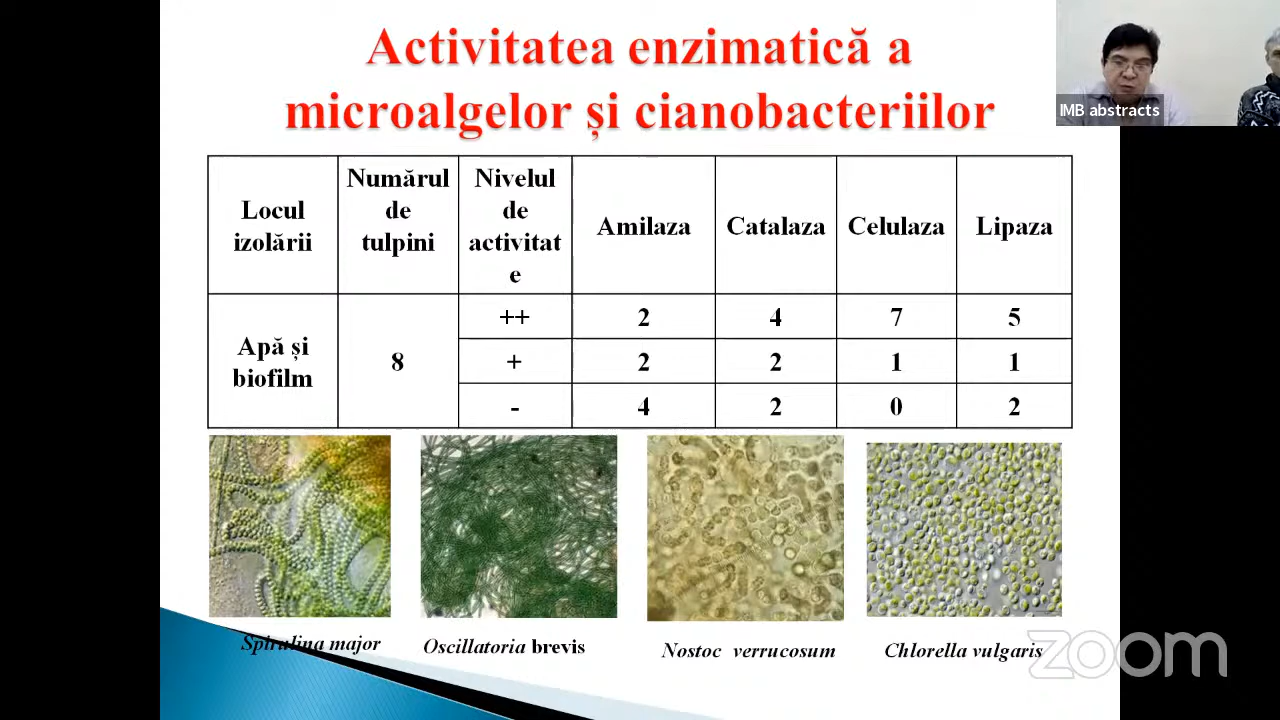 Activitatea enzimatică a
microalgelor și cianobacteriilor
IMB abstracts
Locul
izolării
Numărul
de
tulpini
Nivelul
de
activitat
e
Amilaza
Catalaza
Celulaza
Lipaza
Apă și
biofilm
8
++ 2 4 7 5
+ 2 2 1 1
- 4 2 0 2
Spirulina major
Oscillatoria brevis
Nostoc verrucosum
Chlorella vulgaris
zoom